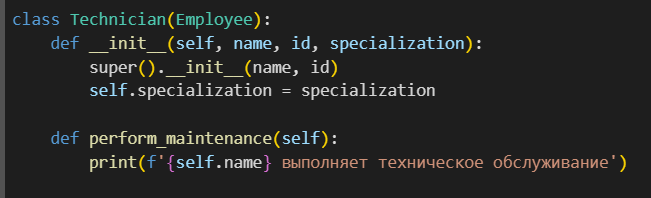 class Technician(Employee):
    def __init__(self, name, id, specialization):
        super().__init__(name, id)
        self.specialization = specialization

    def perform_maintenance(self):
        print(f'{self.name} выполняет техническое обслуживание')